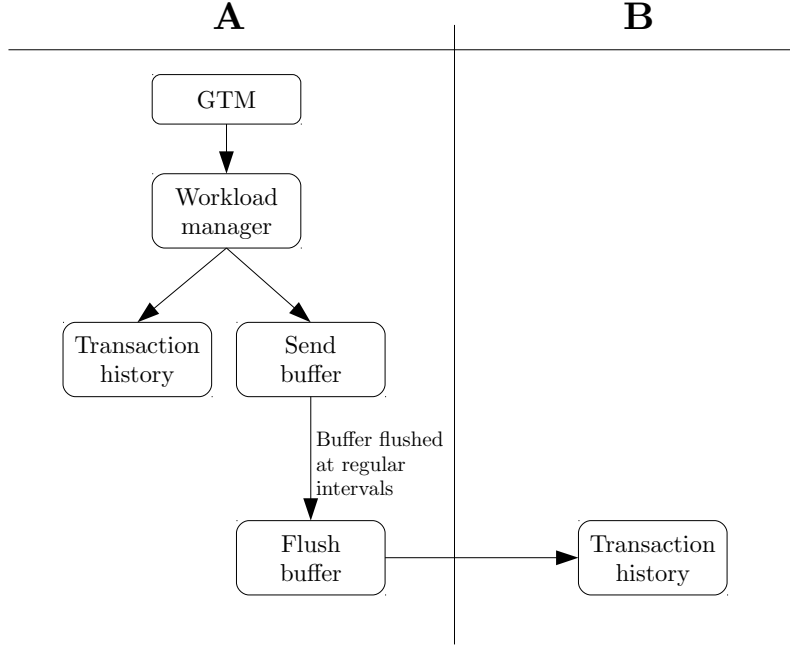 A
B
GTM
Workload
manager
Transaction
history
Send
buffer
Buffer flushed
at regular
intervals
Flush
buffer
Transaction
history